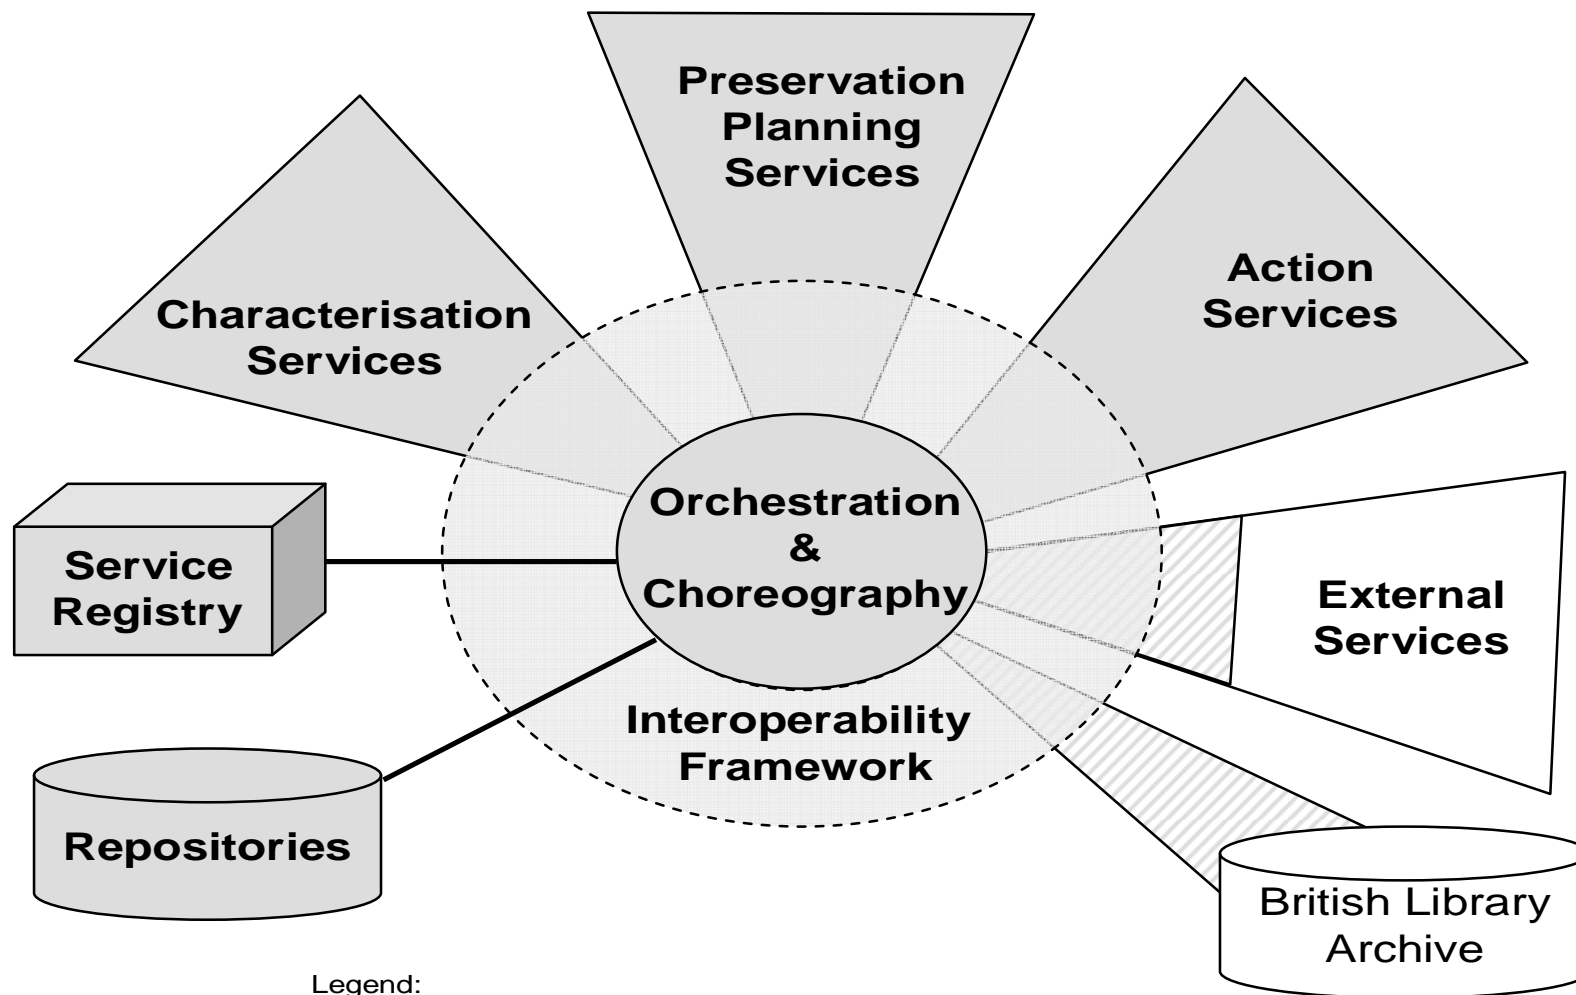 Preservation
Planning
Services
Action
Services
Characterisation
Services
Orchestration
&
Choreography
Service
Registry
External
Services
Interoperability
Framework
Repositories
British Library
Archive
Legend: